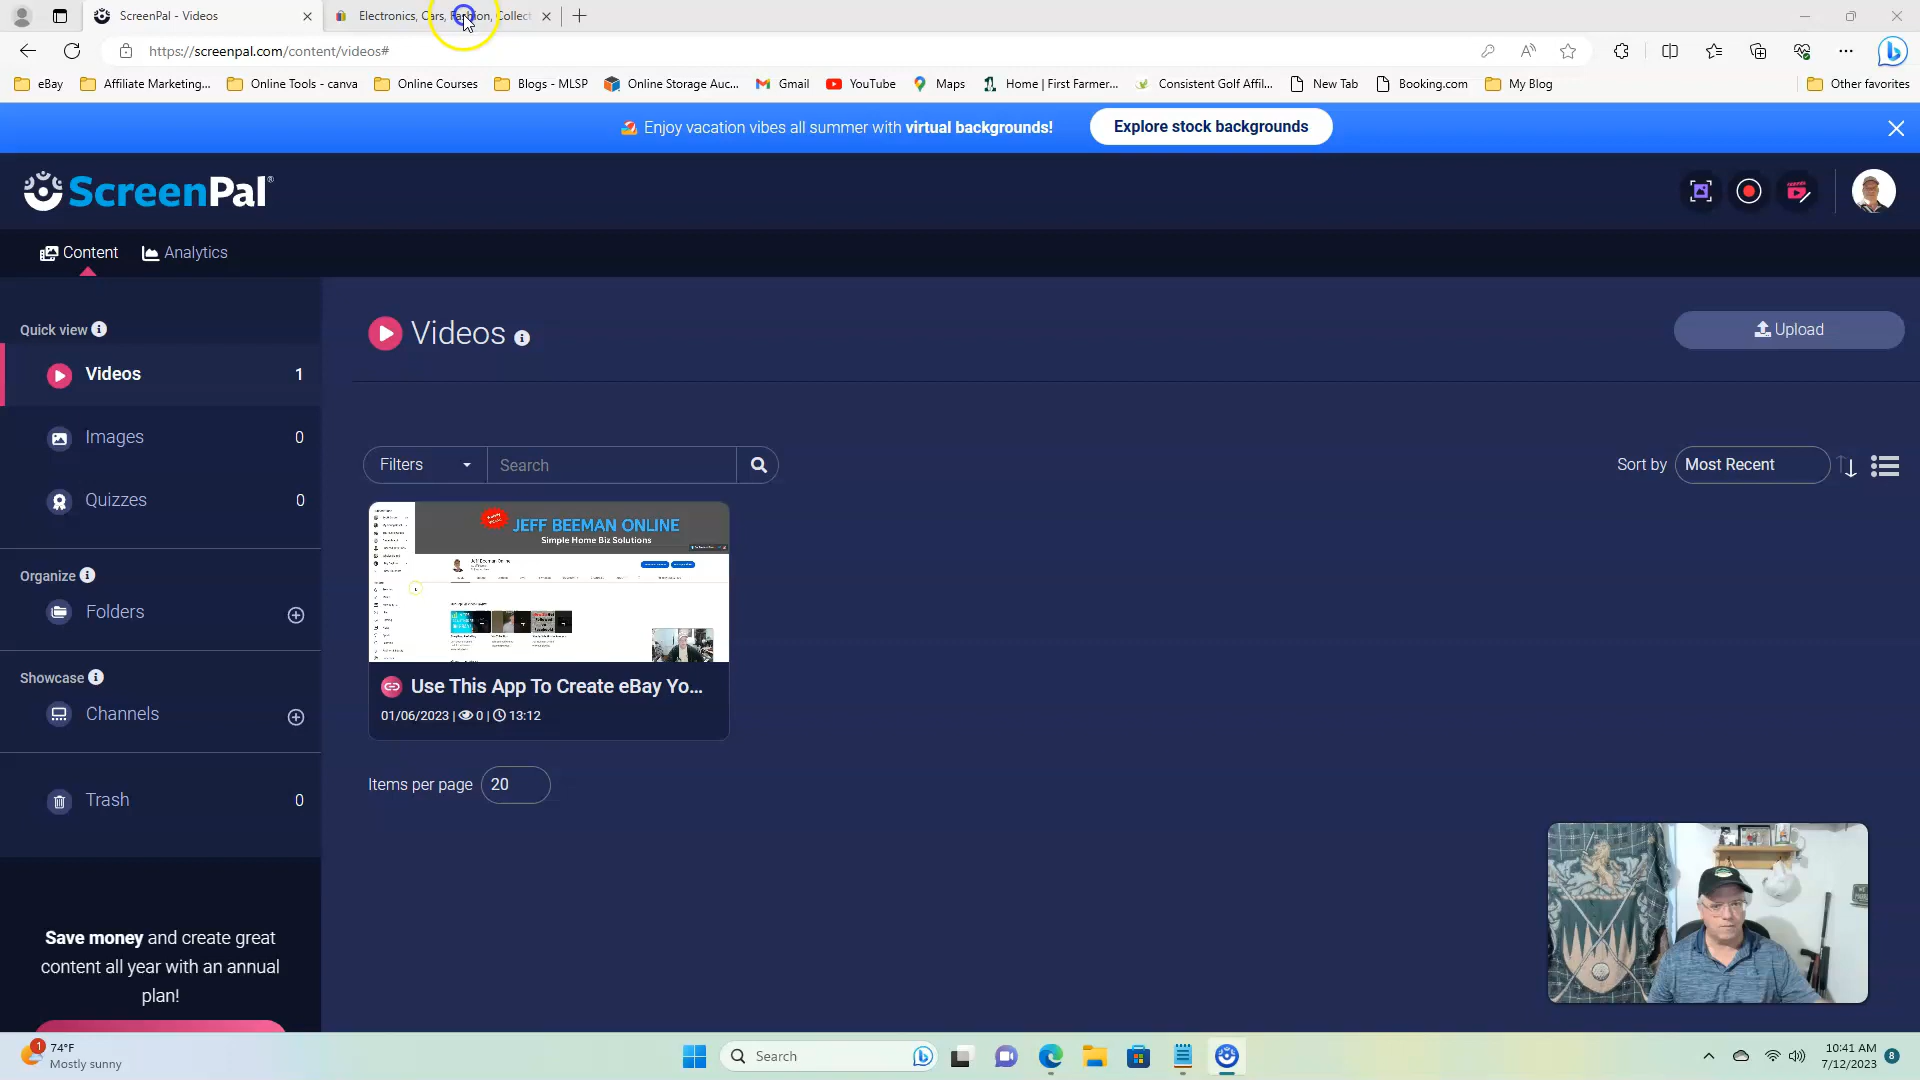 ScreenPal - Videos
Electronics, Cars, Fashion, Collect
https://screenpal.com/content/videos#
eBay
Affiliate Marketing...
Online Tools - canva
Online Courses
Blogs - MLSP
Online Storage Auc...
Gmail
YouTube
Maps
Home | First Farmer...
Consistent Golf Affil...
New Tab
Booking.com
My Blog
Other favorites
Enjoy vacation vibes all summer with virtual backgrounds!
Explore stock backgrounds
ScreenPal®
Content
Analytics
Quick view
Videos 1
Images 0
Quizzes 0
Organize
Folders
Showcase
Channels
Trash 0
Save money and create great
content all year with an annual
plan!
Videos
Upload
Filters
Search
Sort by
Most Recent
JEFF BEEMAN ONLINE
Simple Home Biz Solutions
Jeff Beeman Online
Use This App To Create eBay Yo...
01/06/2023 | 0 | 13:12
Items per page
20
1
74°F
Mostly sunny
Search
10:41 AM
7/12/2023
8